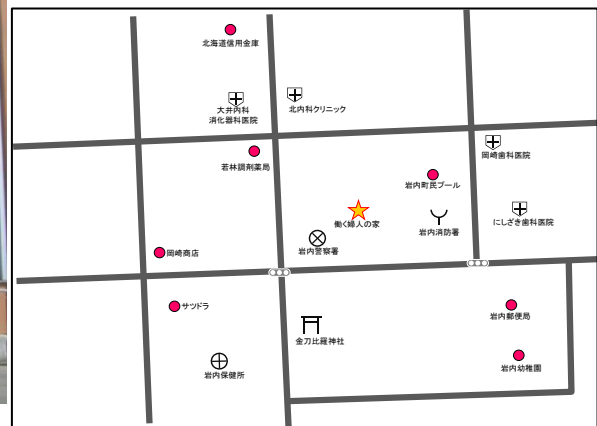 北海道信用金庫
大井内科
消化器科医院
北内科クリニック
岡崎歯科医院
若林調剤薬局
岩内町民プール
働く婦人の家
にしざき歯科医院
岩内消防署
岩内警察署
岡崎商店
サツドラ
岩内郵便局
金刀比羅神社
岩内保健所
岩内幼稚園